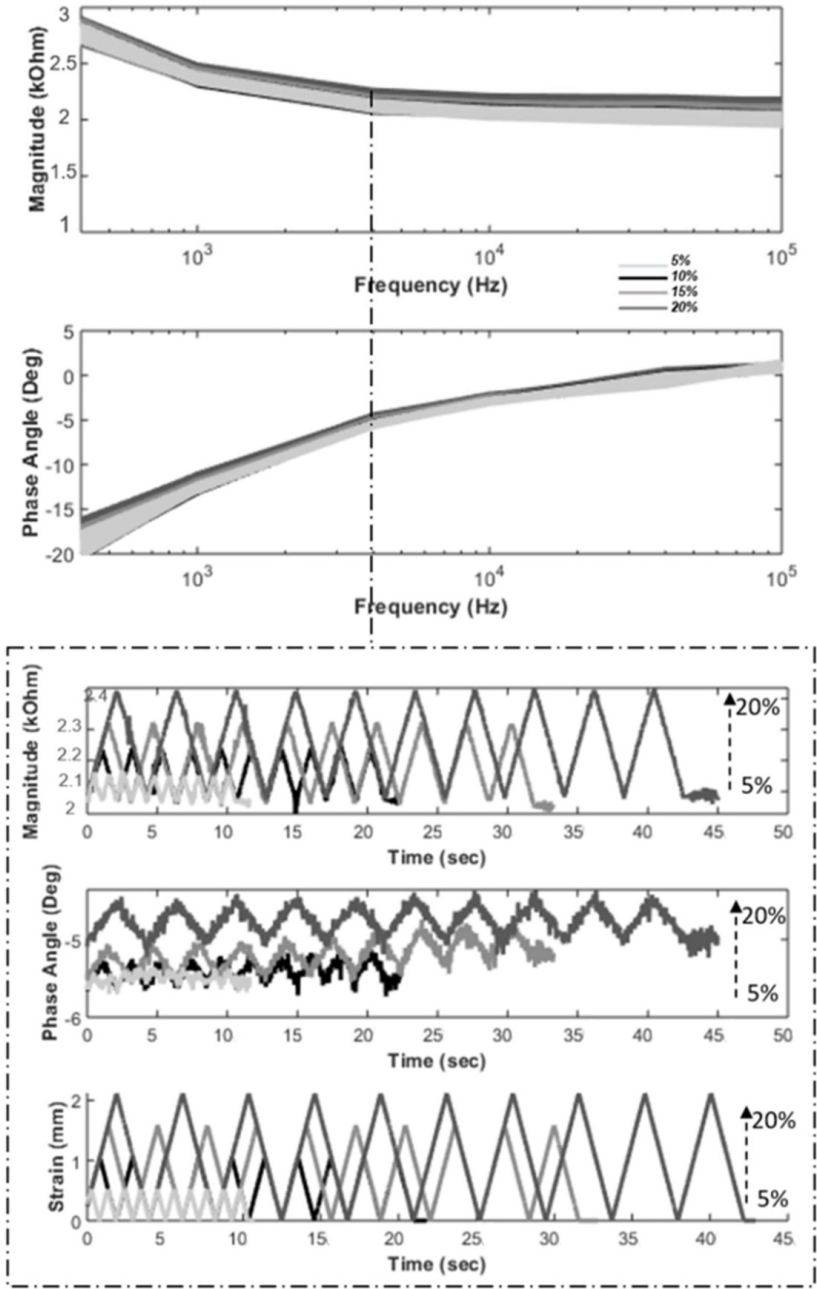 3
2.5
2
1.5
1
Magnitude (kOhm)
10^3
10^4
10^5
Frequency (Hz)
5%
10%
15%
20%
5
0
-5
-10
-15
-20
Phase Angle (Deg)
10^3
10^4
10^5
Frequency (Hz)
2.4
2.3
2.2
2.1
2
Magnitude (kOhm)
20%
5%
0 5 10 15 20 25 30 35 40 45 50
Time (sec)
-5
-6
Phase Angle (Deg)
20%
5%
0 5 10 15 20 25 30 35 40 45 50
Time (sec)
2
1
0
Strain (mm)
20%
5%
0 5 10 15 20 25 30 35. 40 45.
Time (sec)